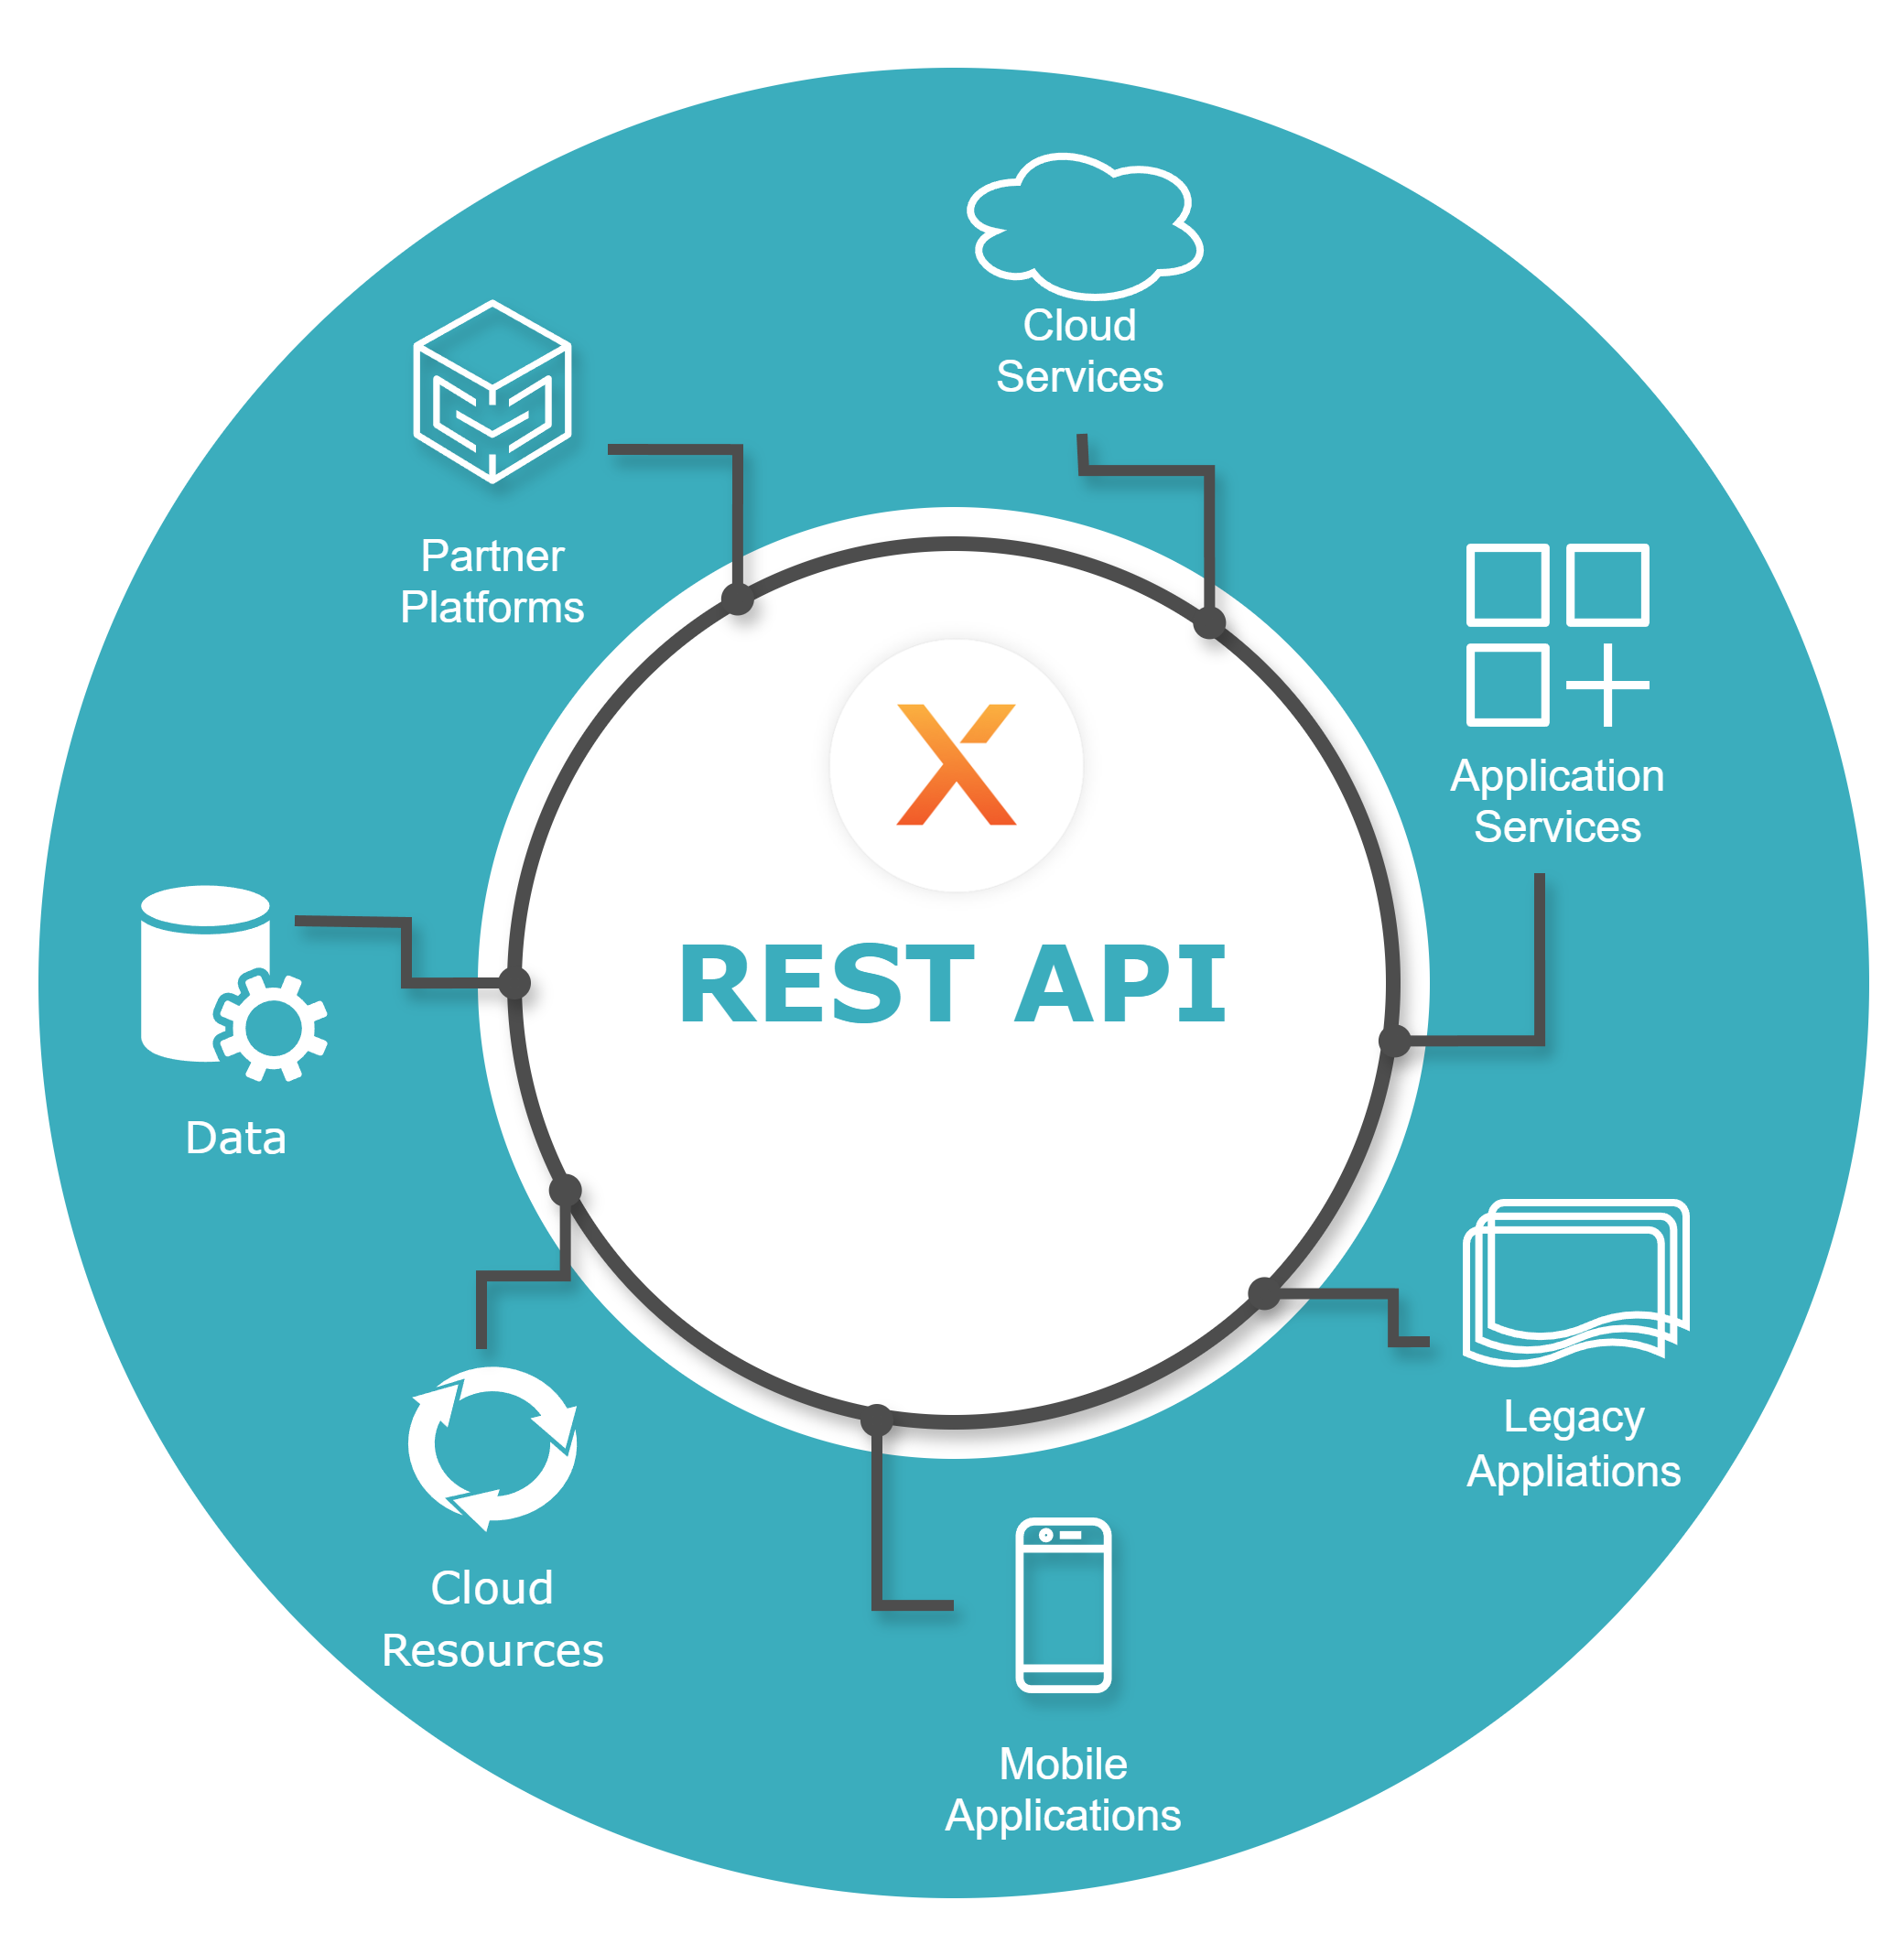 Cloud
Services
Partner
Platforms
Application
Services
X
REST API
Data
Legacy
Appliations
Cloud
Resources
Mobile
Applications